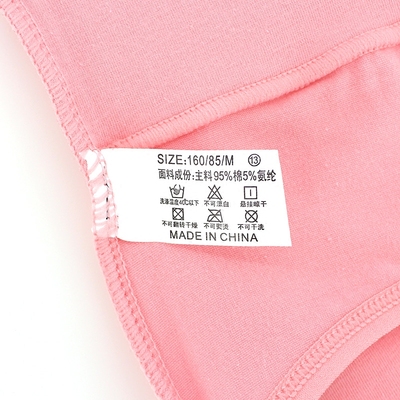 SIZE:160/85/M ⑬
面料成份:主料95%棉5%氨纶
洗涤温度40C以下 不可漂白 悬挂晾干
不可翻转干燥 不可熨烫 不可干洗
MADE IN CHINA